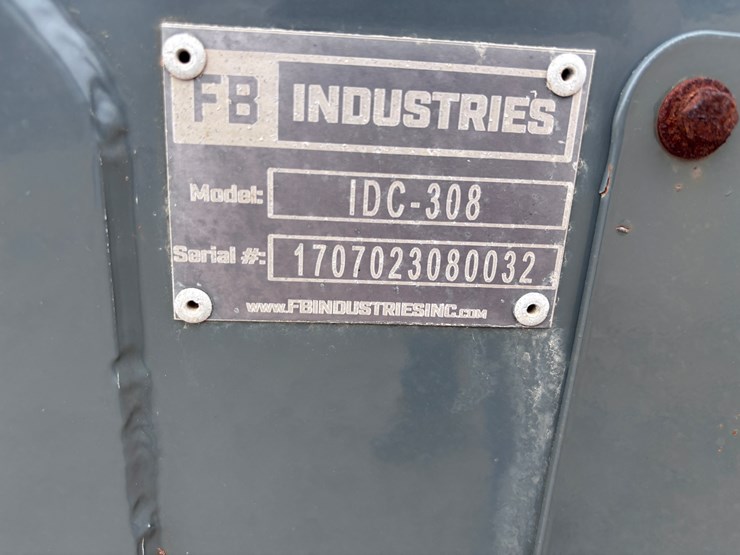 FB INDUSTRIES
Model: IDC-308
Serial #: 1707023080032
www.FBINDUSTRIESINC.COM